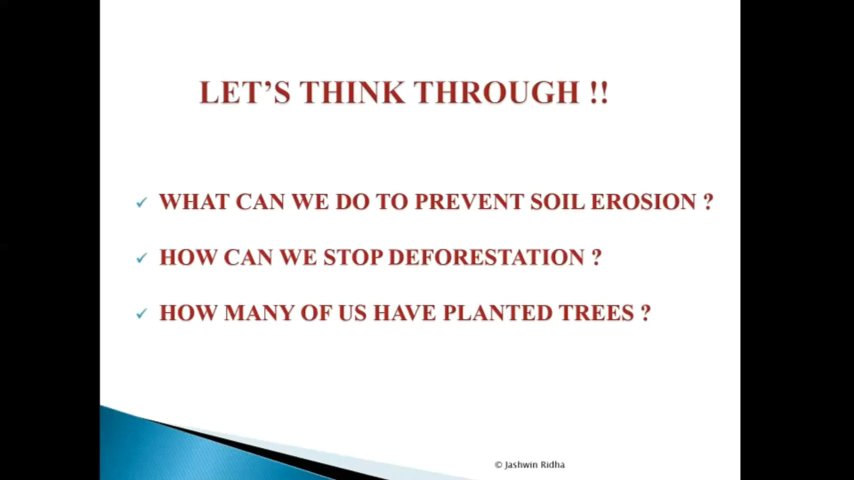 LET'S THINK THROUGH !!
WHAT CAN WE DO TO PREVENT SOIL EROSION ?
HOW CAN WE STOP DEFORESTATION ?
HOW MANY OF US HAVE PLANTED TREES ?
© Jashwin Ridha